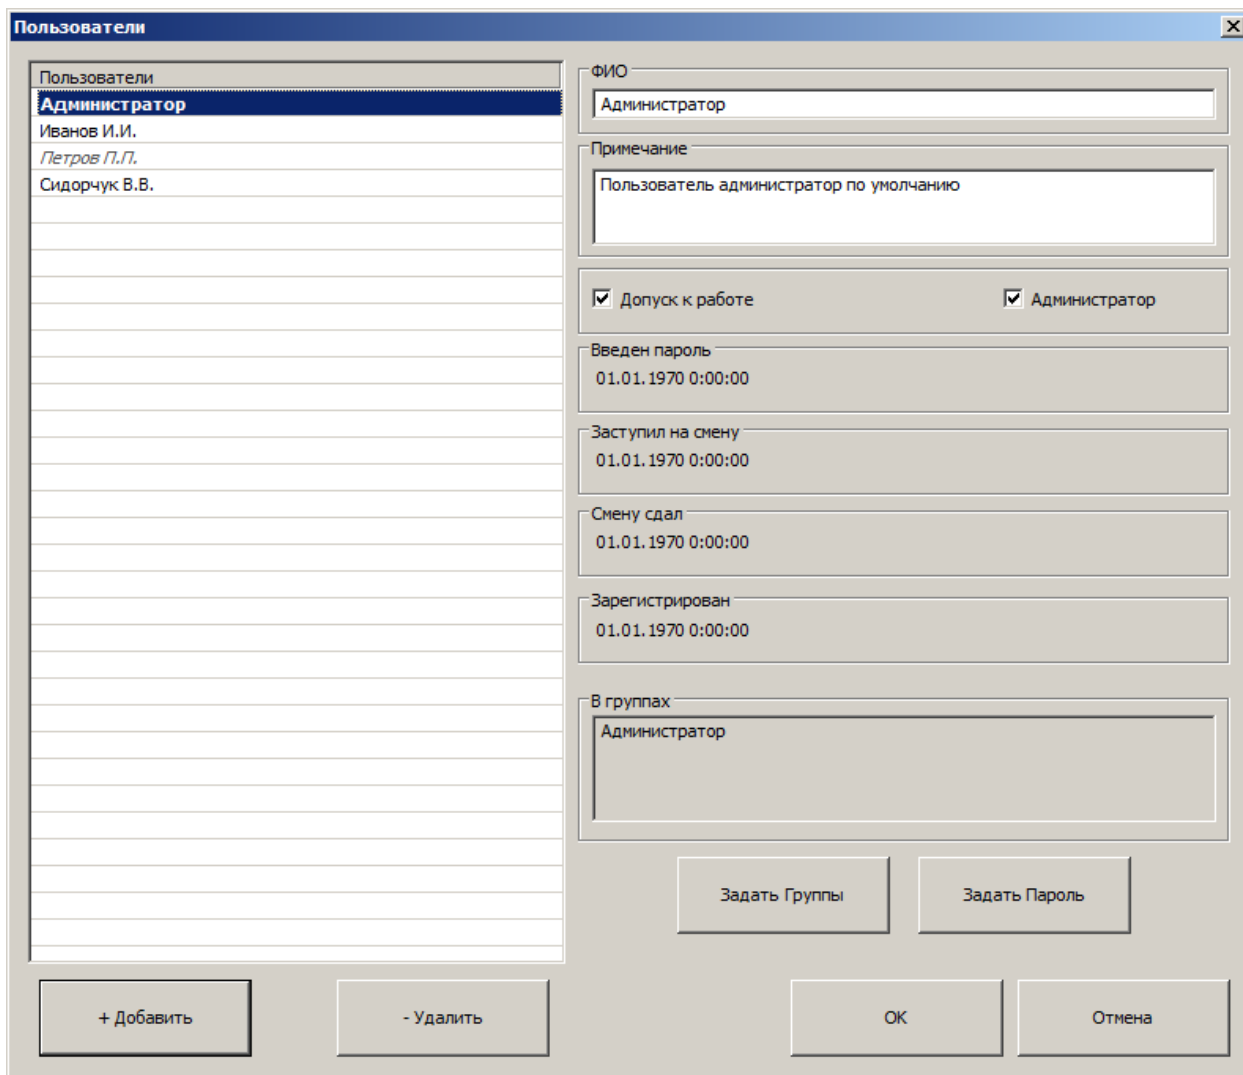 Пользователи
Пользователи
Администратор
Иванов И.И.
Петров П.П.
Сидорчук В.В.
ФИО
Администратор
Примечание
Пользователь администратор по умолчанию
Допуск к работе
Администратор
Введен пароль
01.01.1970 0:00:00
Заступил на смену
01.01.1970 0:00:00
Смену сдал
01.01.1970 0:00:00
Зарегистрирован
01.01.1970 0:00:00
В группах
Администратор
Задать Группы
Задать Пароль
+ Добавить
- Удалить
OK
Отмена